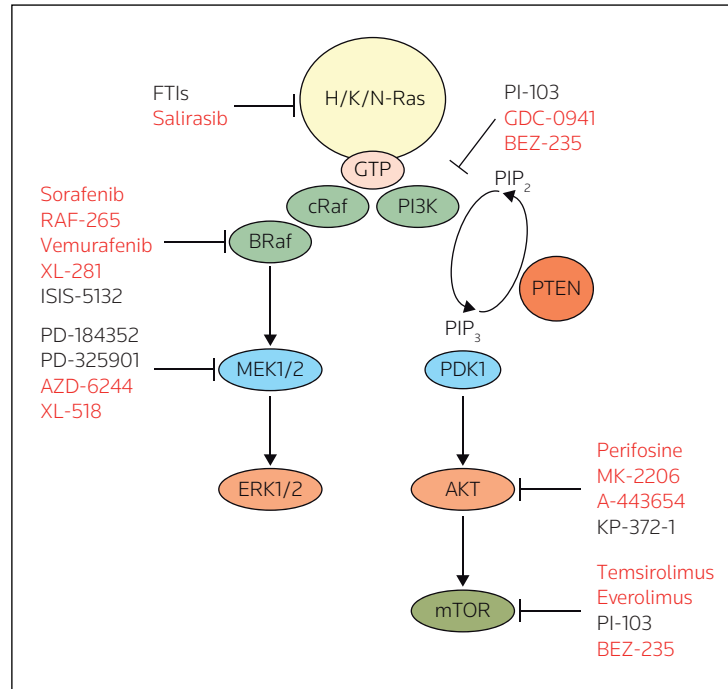 FTIs
Salirasib
H/K/N-Ras
GTP
PI-103
GDC-0941
BEZ-235
cRaf
PI3K
PIP₂
Sorafenib
RAF-265
Vemurafenib
XL-281
ISIS-5132
BRaf
PTEN
PIP₃
PD-184352
PD-325901
AZD-6244
XL-518
MEK1/2
PDK1
ERK1/2
AKT
Perifosine
MK-2206
A-443654
KP-372-1
mTOR
Temsirolimus
Everolimus
PI-103
BEZ-235